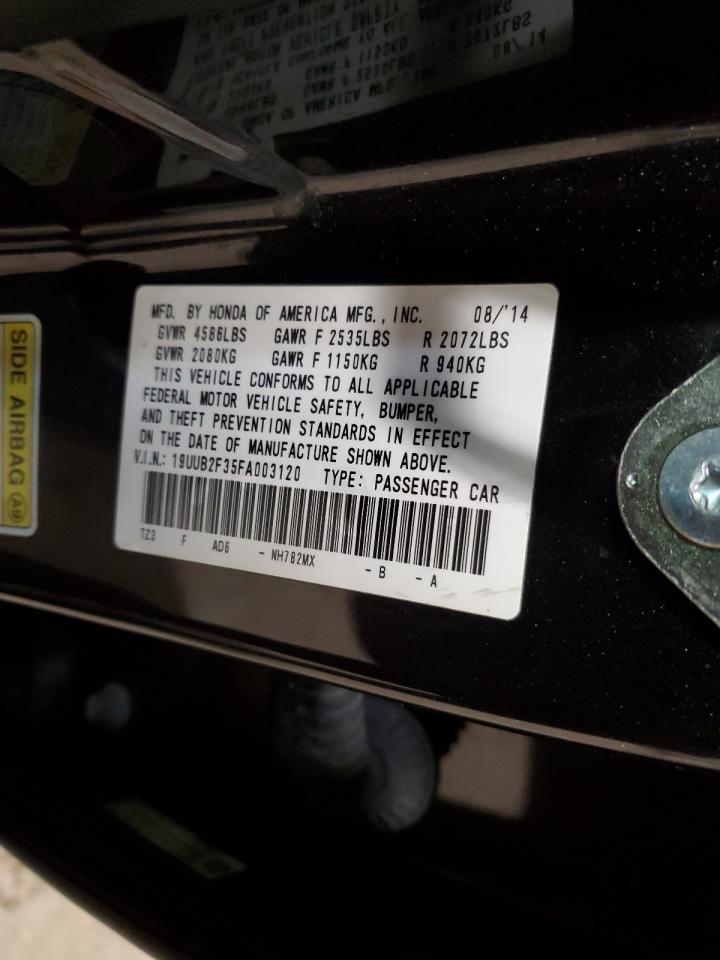 MFD. BY HONDA OF AMERICA MFG., INC. 08/'14
GVWR 4586LBS GAWR F 2535LBS R 2072LBS
GVWR 2080KG GAWR F 1150KG R 940KG
THIS VEHICLE CONFORMS TO ALL APPLICABLE
FEDERAL MOTOR VEHICLE SAFETY, BUMPER,
AND THEFT PREVENTION STANDARDS IN EFFECT
ON THE DATE OF MANUFACTURE SHOWN ABOVE.
V.I.N.: 19UUB2F35FA003120 TYPE: PASSENGER CAR
TZ3 F AD6 - NH782MX - B - A
SIDE AIRBAG A9